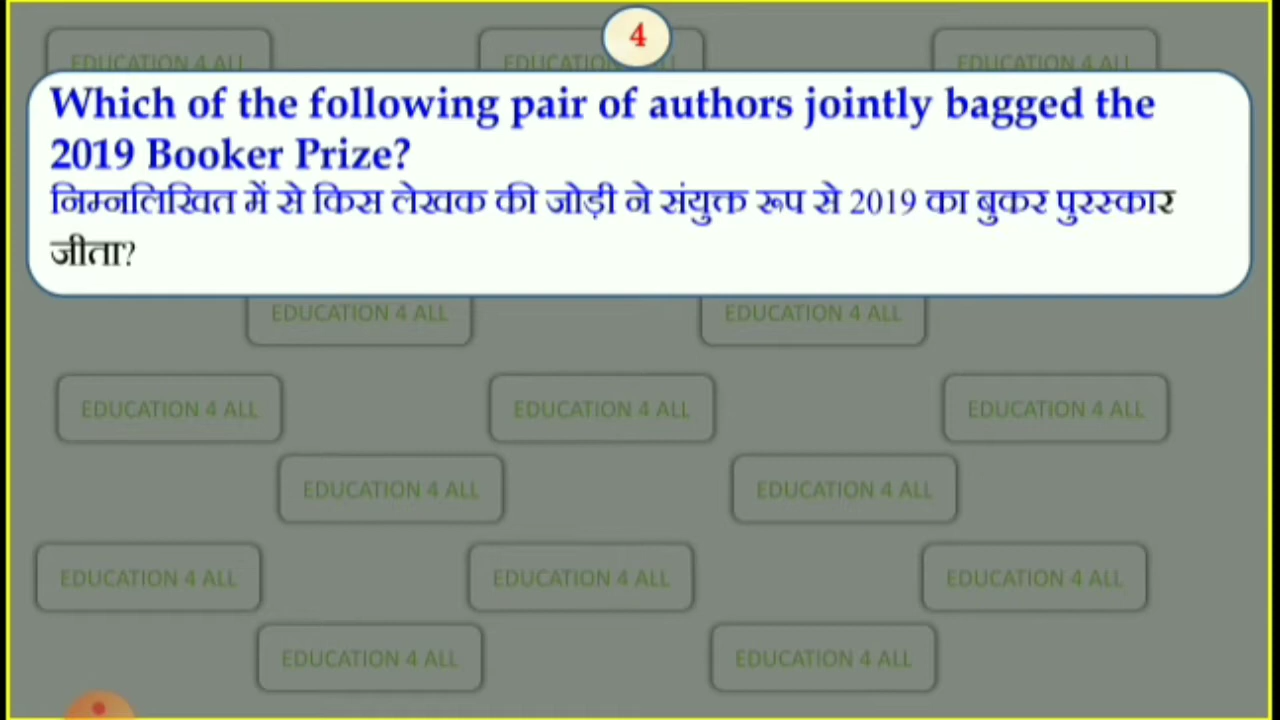 4
EDUCATION 4 ALL EDUCATION 4 ALL EDUCATION 4 ALL
Which of the following pair of authors jointly bagged the
2019 Booker Prize?
निम्नलिखित में से किस लेखक की जोड़ी ने संयुक्त रूप से 2019 का बुकर पुरस्कार
जीता?
EDUCATION 4 ALL EDUCATION 4 ALL
EDUCATION 4 ALL EDUCATION 4 ALL EDUCATION 4 ALL
EDUCATION 4 ALL EDUCATION 4 ALL
EDUCATION 4 ALL EDUCATION 4 ALL EDUCATION 4 ALL
EDUCATION 4 ALL EDUCATION 4 ALL